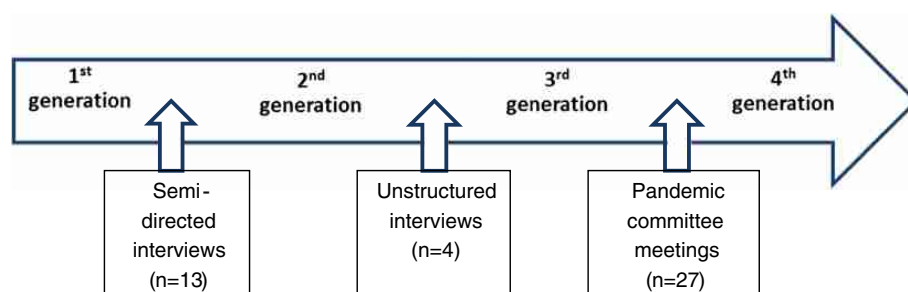 1st
generation
2nd
generation
3rd
generation
4th
generation
Semi-
directed
interviews
(n=13)
Unstructured
interviews
(n=4)
Pandemic
committee
meetings
(n=27)